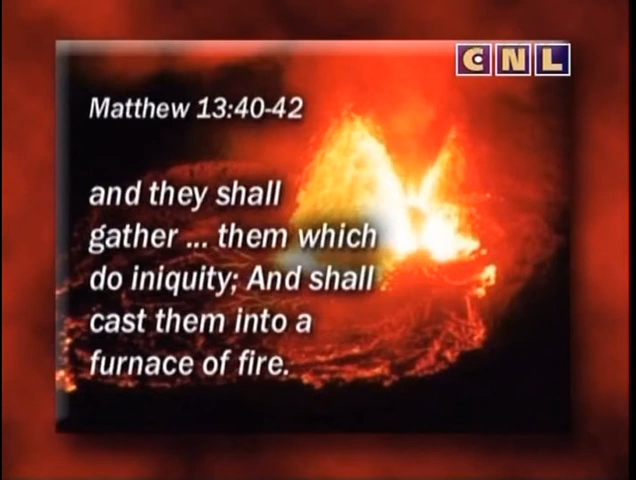 CNL
Matthew 13:40-42
and they shall
gather ... them which
do iniquity; And shall
cast them into a
furnace of fire.